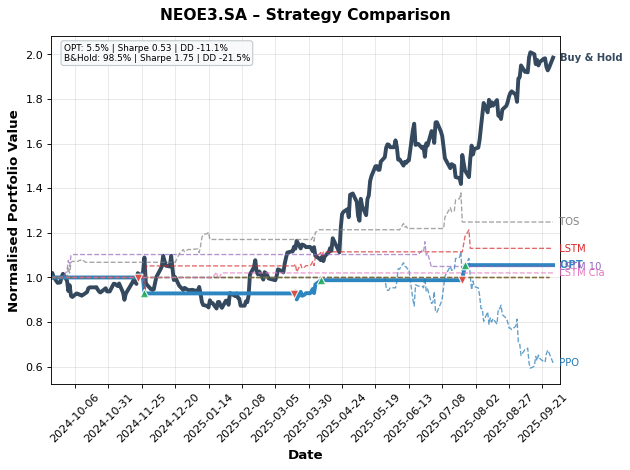 NEOE3.SA – Strategy Comparison
OPT: 5.5% | Sharpe 0.53 | DD -11.1%
B&Hold: 98.5% | Sharpe 1.75 | DD -21.5%
Normalised Portfolio Value
2.0
1.8
1.6
1.4
1.2
1.0
0.8
0.6
Buy & Hold
TOS
LSTM
OPT
10
LSTM Cla
PPO
2024-10-06
2024-10-31
2024-11-25
2024-12-20
2025-01-14
2025-02-08
2025-03-05
2025-03-30
2025-04-24
2025-05-19
2025-06-13
2025-07-08
2025-08-02
2025-08-27
2025-09-21
Date